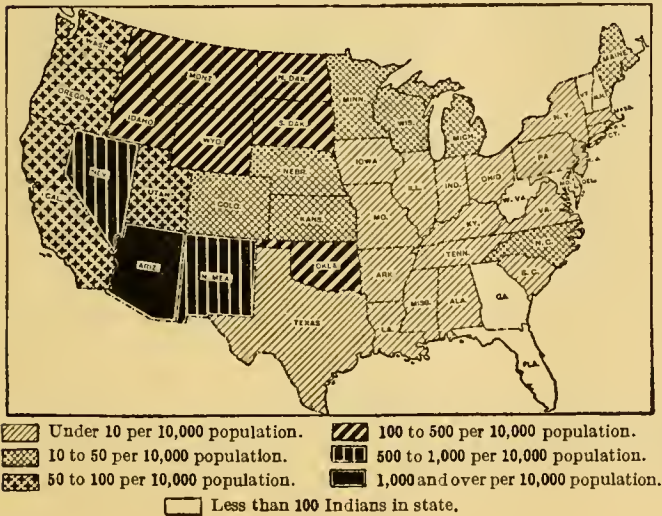 WASH.
MONT.
N. DAK.
MINN.
MAINE
OREGON
IDAHO
WYO.
S. DAK.
WIS.
MICH.
N.Y.
VT.
MASS.
CT.
NEV.
UTAH
NEBR.
IOWA
ILL.
IND.
OHIO
PA.
DEL.
CAL.
COLO.
KANS.
MO.
KY.
W. VA.
VA.
ARIZ.
N. MEX.
OKLA.
ARK.
TENN.
N.C.
S.C.
TEXAS
LA.
MISS.
ALA.
GA.
FLA.
Under 10 per 10,000 population.
10 to 50 per 10,000 population.
50 to 100 per 10,000 population.
100 to 500 per 10,000 population.
500 to 1,000 per 10,000 population.
1,000 and over per 10,000 population.
Less than 100 Indians in state.